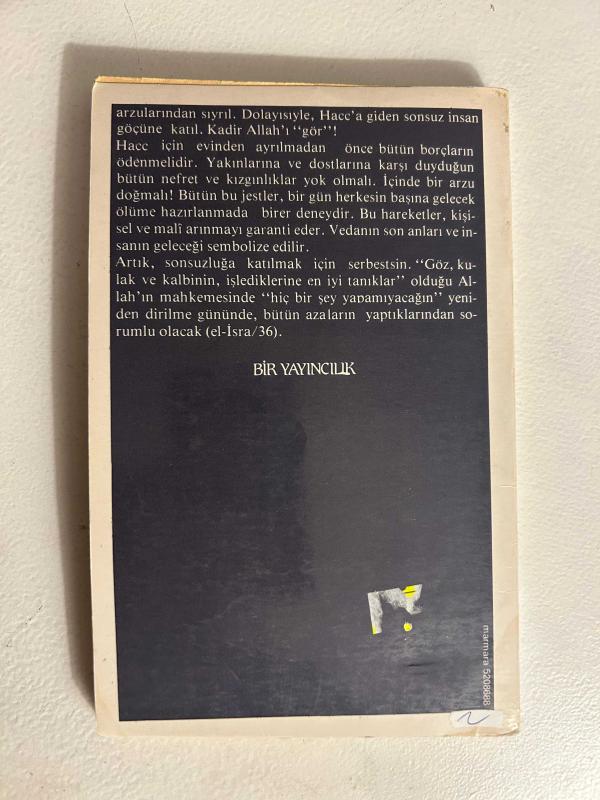 arzularından sıyrıl. Dolayısiyle, Hacc'a giden sonsuz insan
göçüne katıl. Kadir Allah'ı "gör"!
Hacc için evinden ayrılmadan önce bütün borçların
ödenmelidir. Yakınlarına ve dostlarına karşı duyduğun
bütün nefret ve kızgınlıklar yok olmalı. İçinde bir arzu
doğmalı! Bütün bu jestler, bir gün herkesin başına gelecek
ölüme hazırlanmada birer deneydir. Bu hareketler, kişi-
sel ve malî arınmayı garanti eder. Vedanın son anları ve in-
sanın geleceği sembolize edilir.
Artık, sonsuzluğa katılmak için serbestsin. "Göz, ku-
lak ve kalbinin, işlediklerine en iyi tanıklar" olduğu Al-
lah'ın mahkemesinde "hiç bir şey yapamıyacağın" yeni-
den dirilme gününde, bütün azaların yaptıklarından so-
rumlu olacak (el-İsra/36).
BİR YAYINCILIK
marmara 5208888